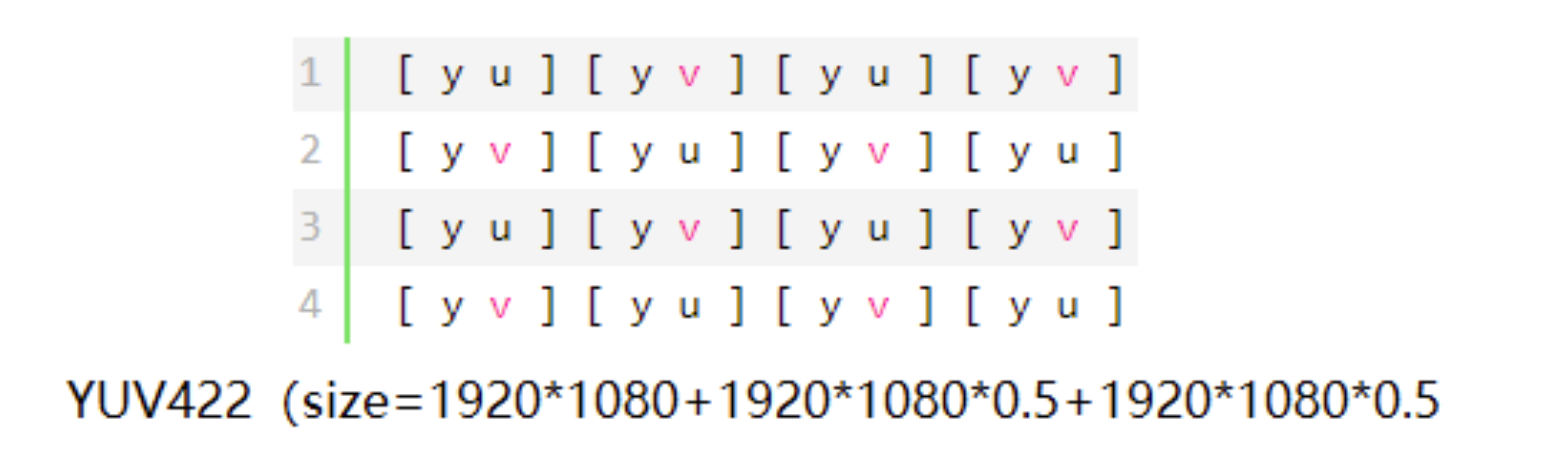 1 [ y u ] [ y v ] [ y u ] [ y v ]
2 [ y v ] [ y u ] [ y v ] [ y u ]
3 [ y u ] [ y v ] [ y u ] [ y v ]
4 [ y v ] [ y u ] [ y v ] [ y u ]
YUV422 (size=1920*1080+1920*1080*0.5+1920*1080*0.5